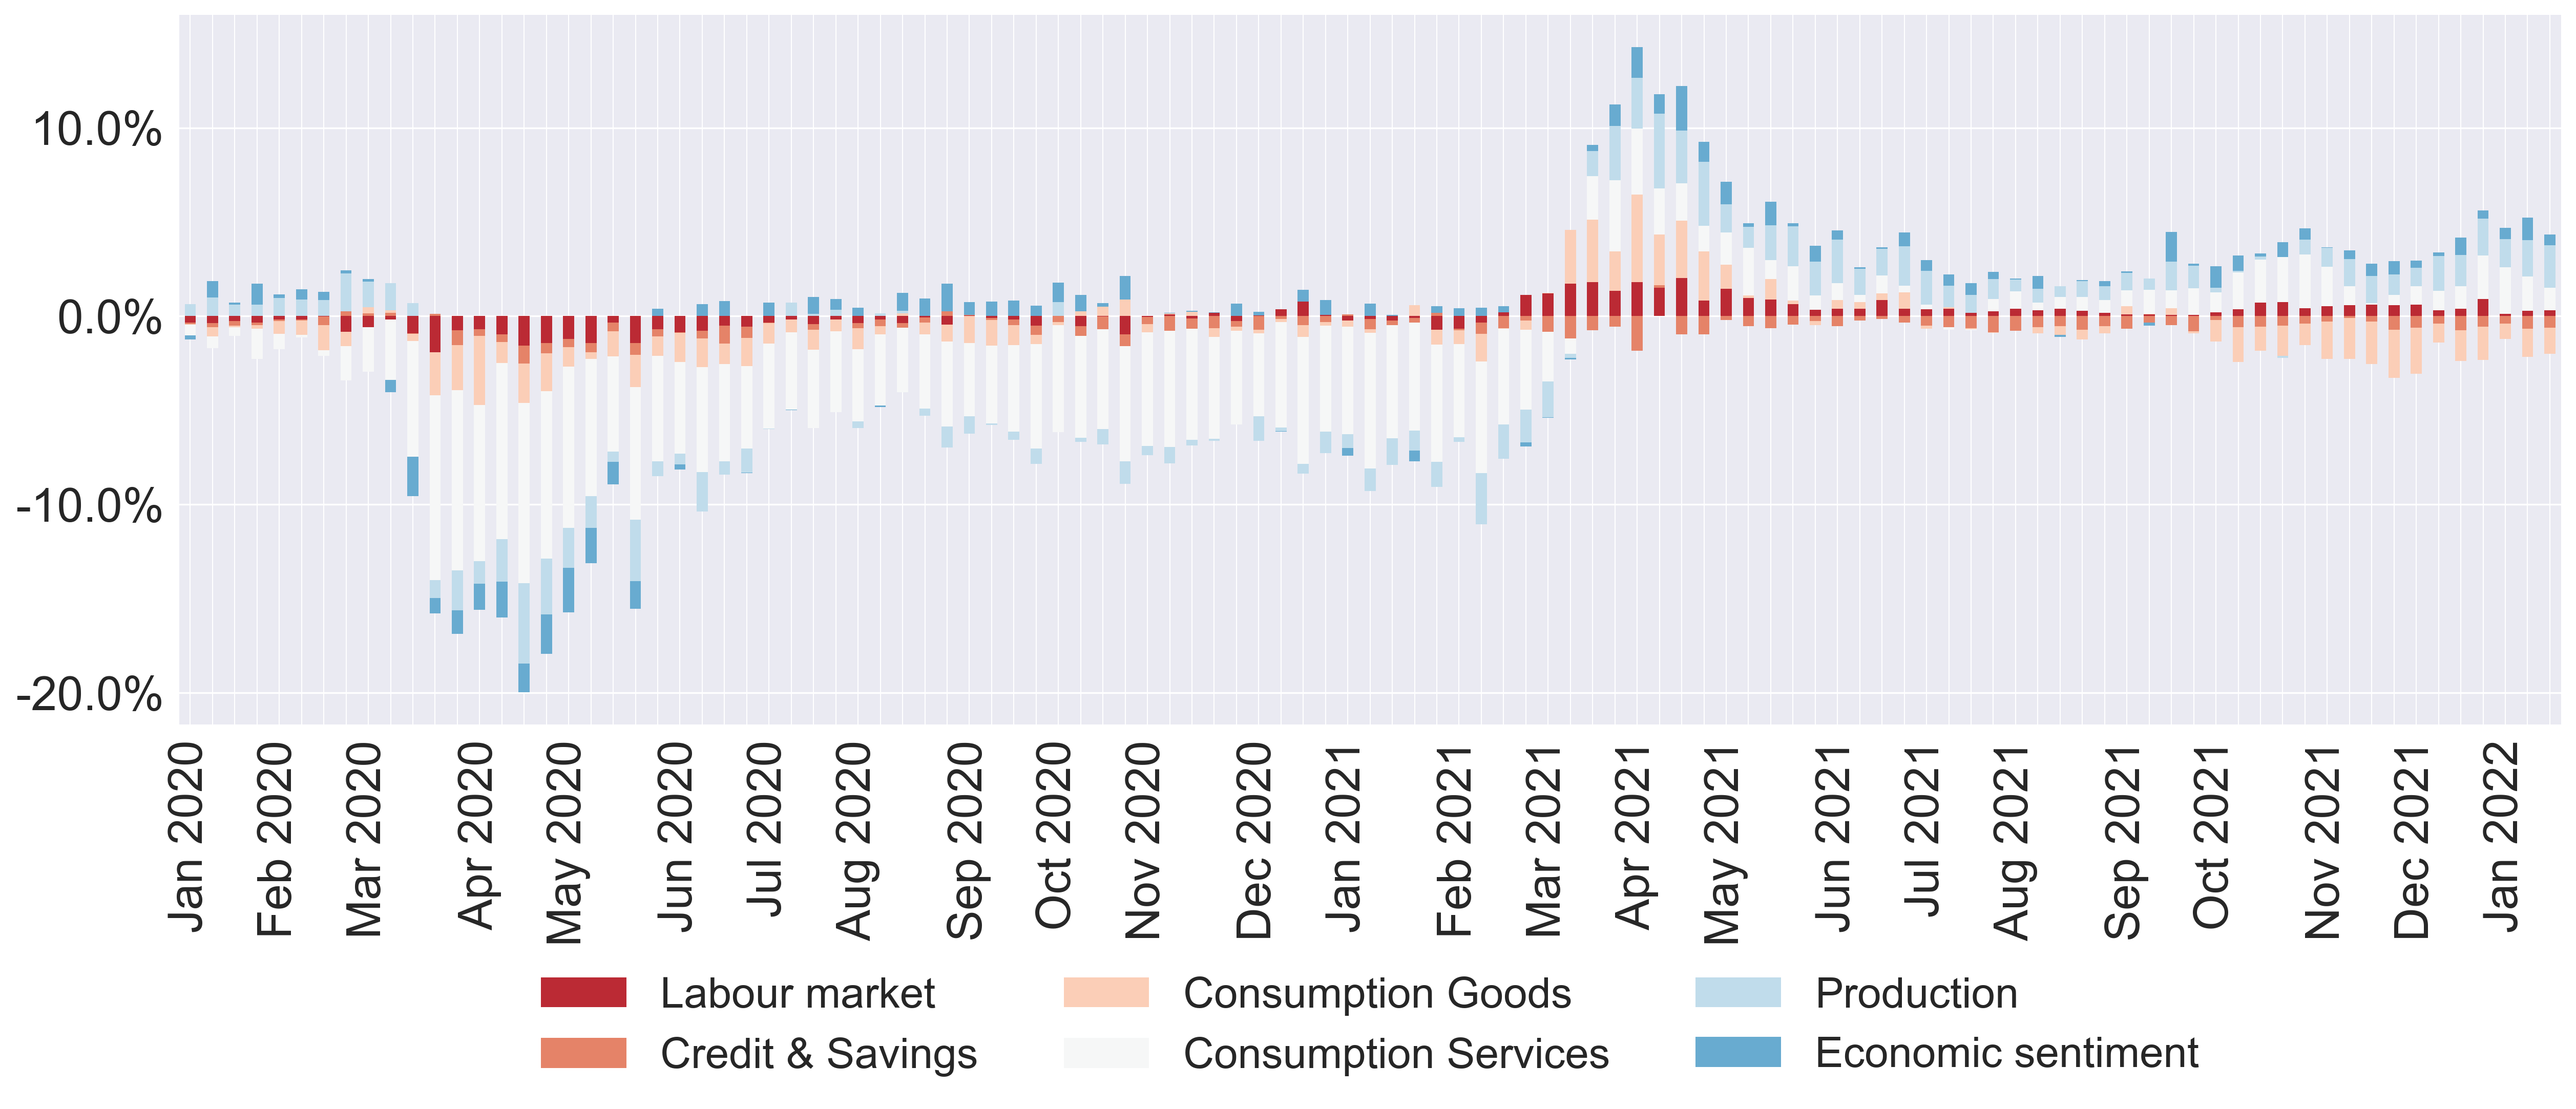 10.0%
0.0%
-10.0%
-20.0%
Jan 2020
Feb 2020
Mar 2020
Apr 2020
May 2020
Jun 2020
Jul 2020
Aug 2020
Sep 2020
Oct 2020
Nov 2020
Dec 2020
Jan 2021
Feb 2021
Mar 2021
Apr 2021
May 2021
Jun 2021
Jul 2021
Aug 2021
Sep 2021
Oct 2021
Nov 2021
Dec 2021
Jan 2022
Labour market
Credit & Savings
Consumption Goods
Consumption Services
Production
Economic sentiment